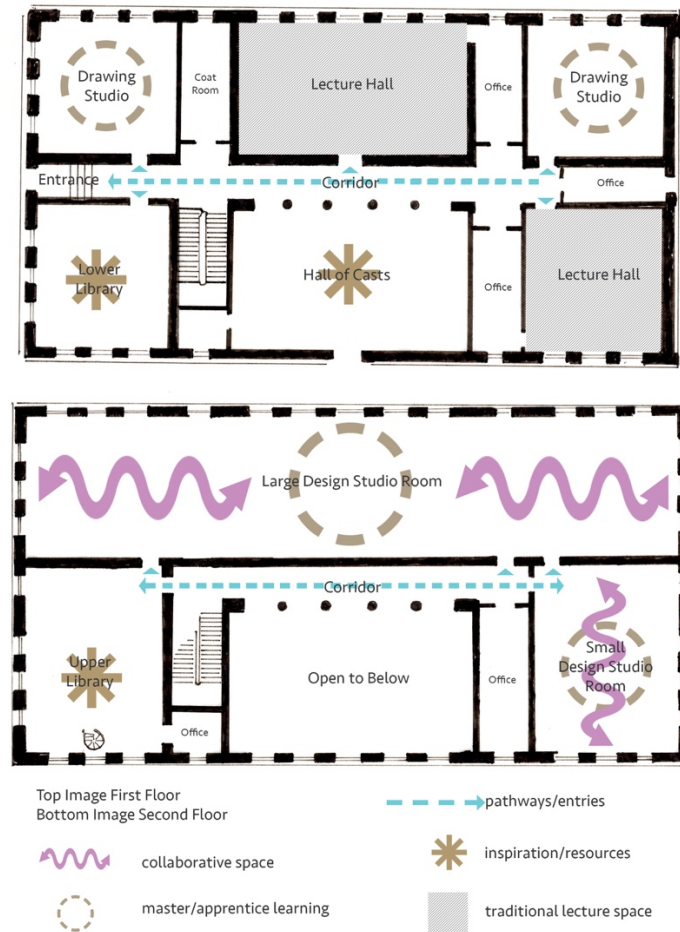 Drawing
Studio
Coat
Room
Lecture Hall
Office
Drawing
Studio
Entrance
Corridor
Office
Lower
Library
Hall of Casts
Office
Lecture Hall
Large Design Studio Room
Corridor
Upper
Library
Office
Open to Below
Office
Small
Design Studio
Room
Top Image First Floor
Bottom Image Second Floor
pathways/entries
collaborative space
inspiration/resources
master/apprentice learning
traditional lecture space